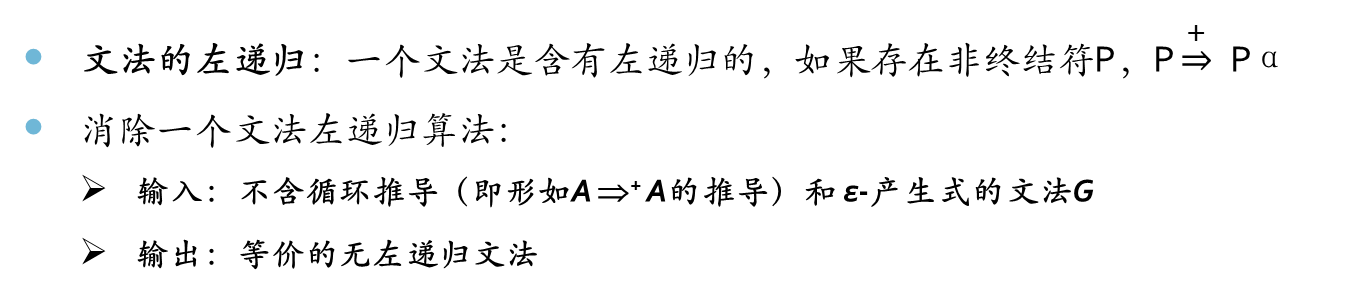 ● 文法的左递归：一个文法是含有左递归的，如果存在非终结符P，P ⇒⁺ Pα
● 消除一个文法左递归算法：
➢ 输入：不含循环推导（即形如A⇒⁺A的推导）和ε-产生式的文法G
➢ 输出：等价的无左递归文法